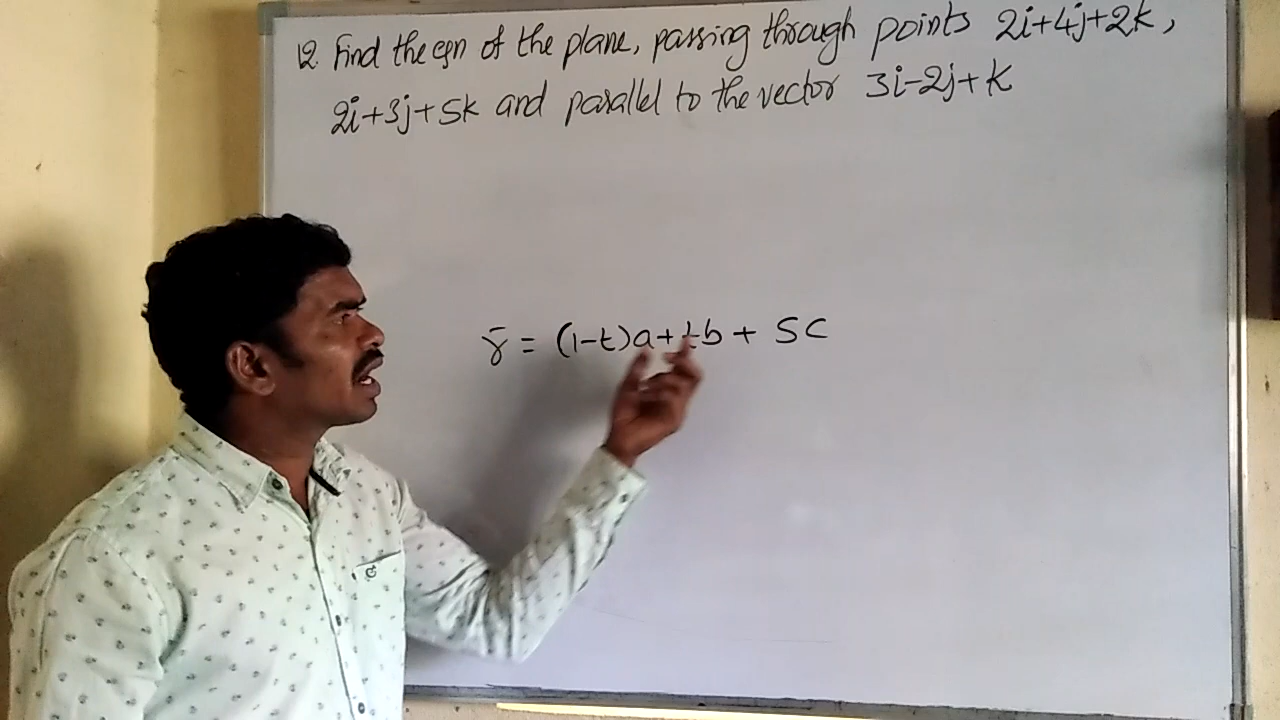 12. Find the eqn of the plane, passing through points 2i+4j+2k,
2i+3j+5k and parallel to the vector 3i-2j+k
r̄ = (1-t)a+tb + sc